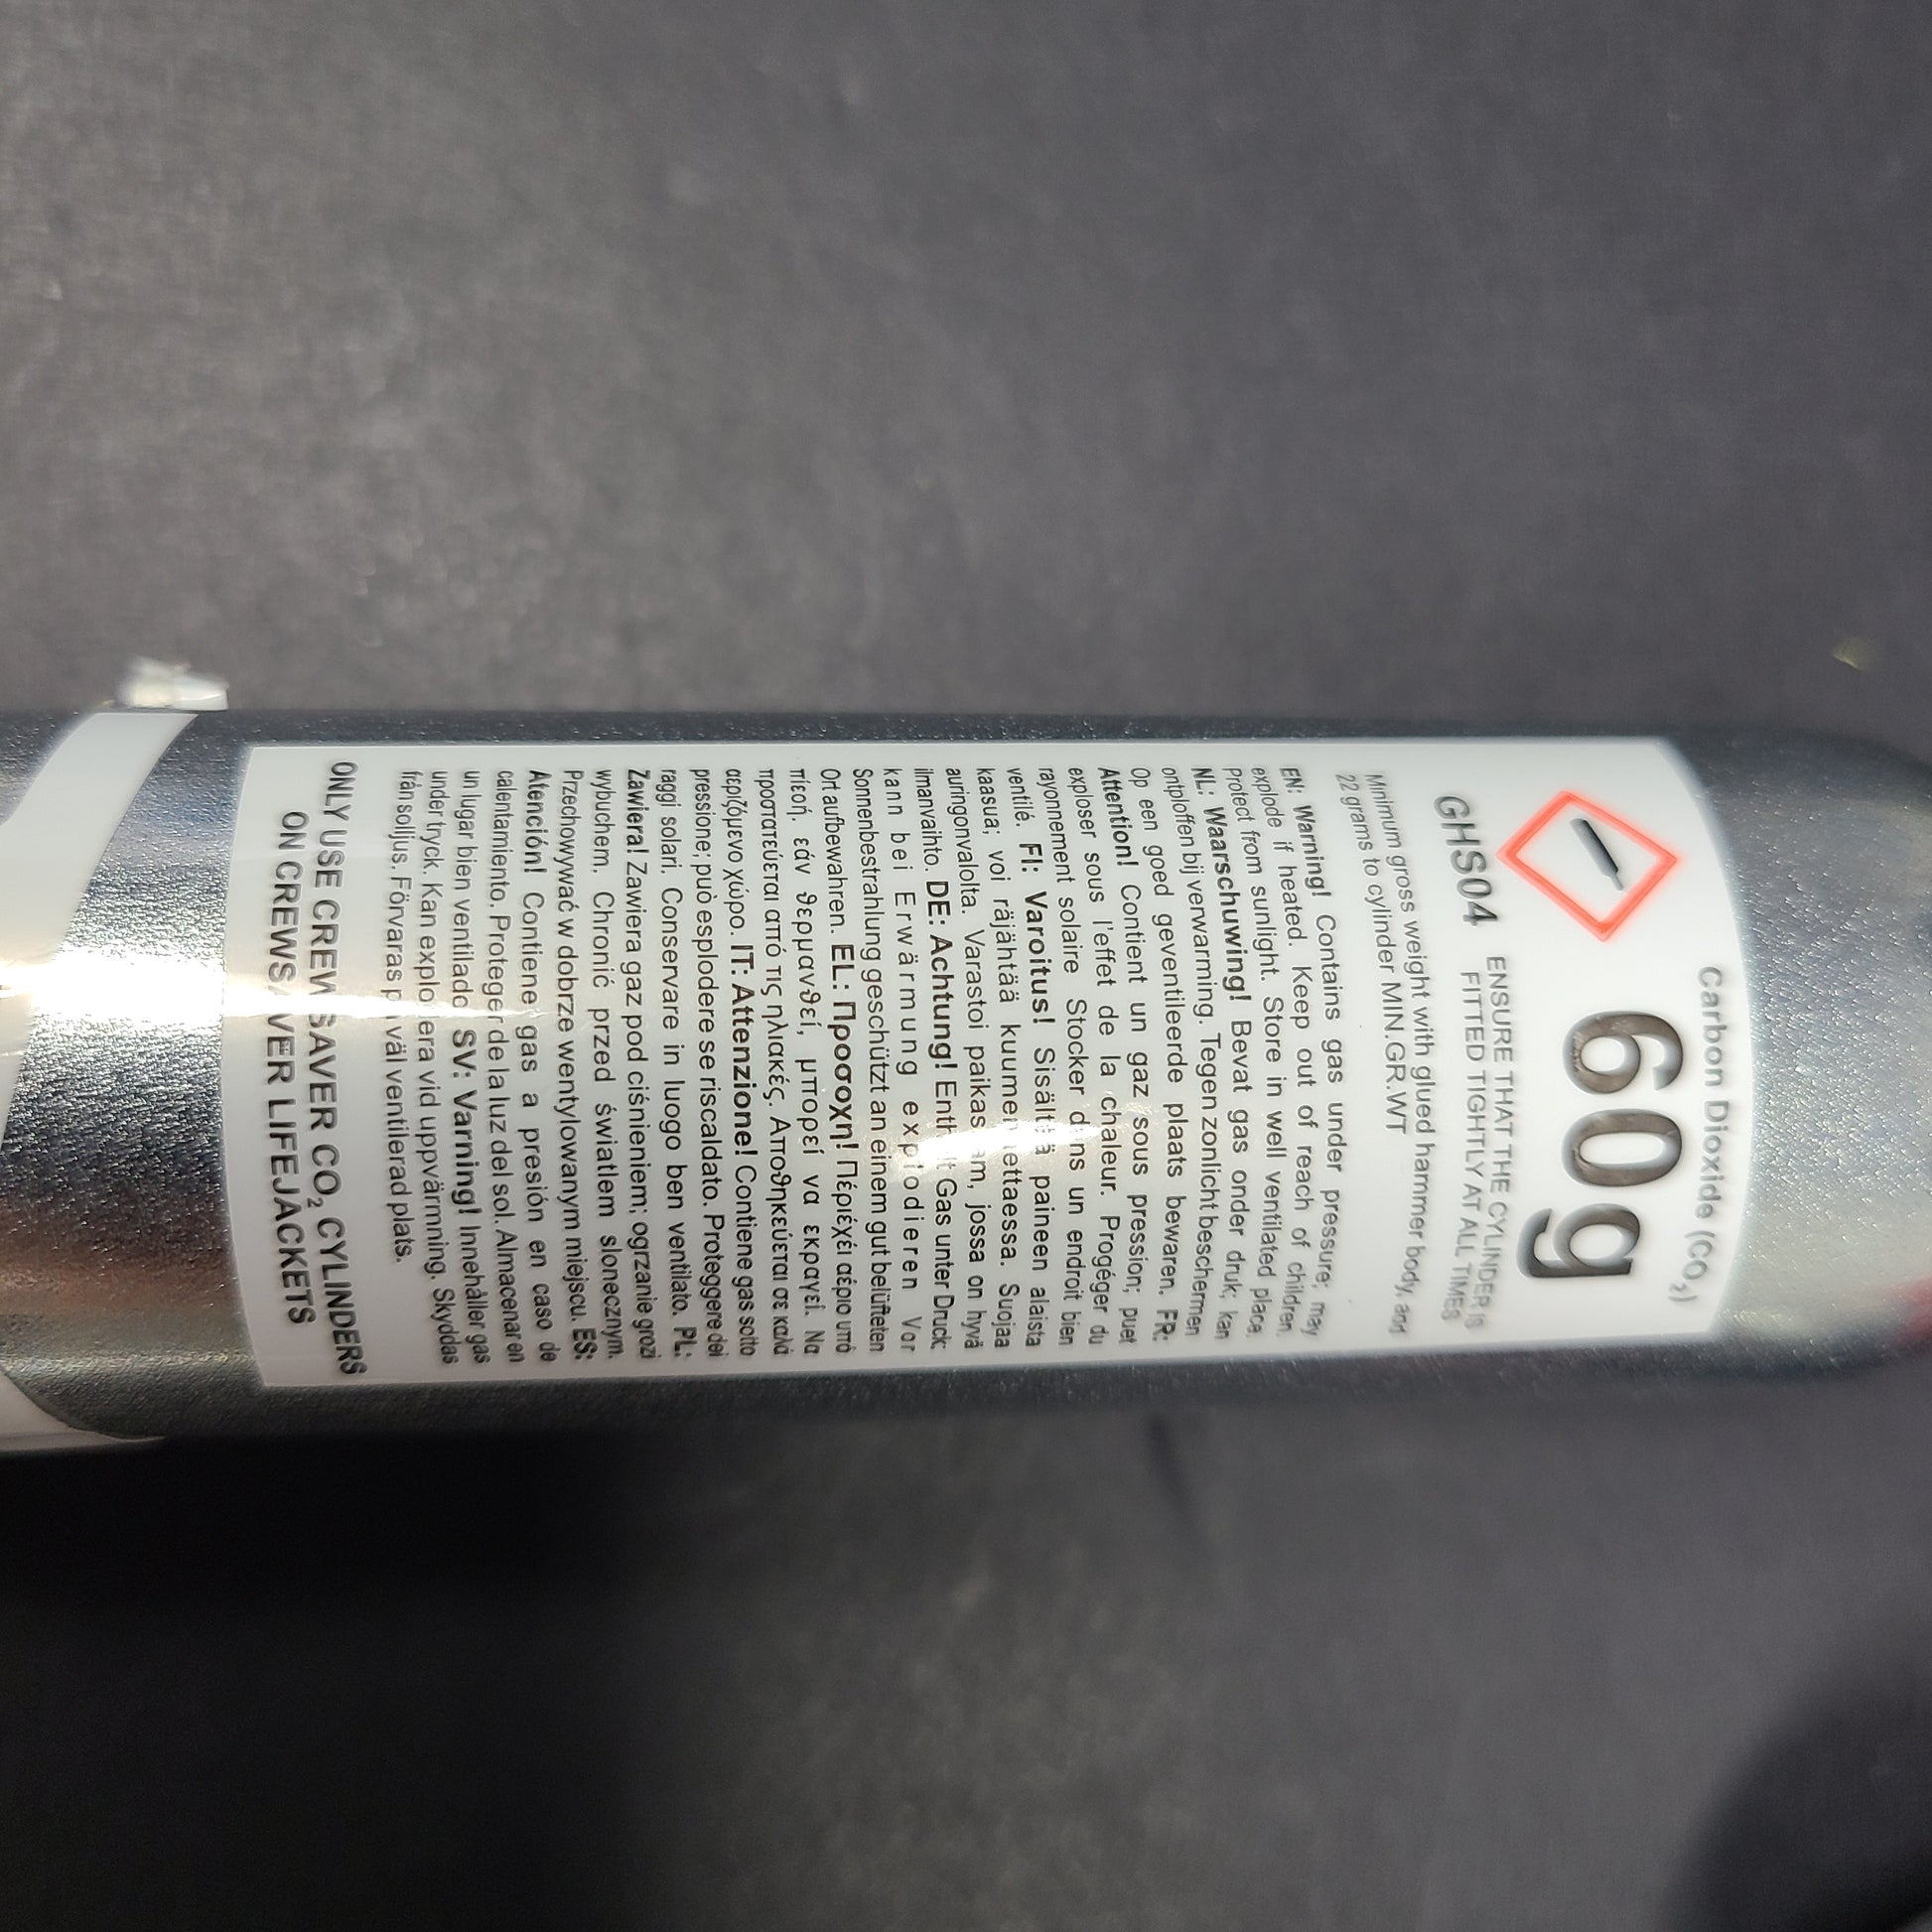 Carbon Dioxide (CO₂)
60g
GHS04
ENSURE THAT THE CYLINDER IS
FITTED TIGHTLY AT ALL TIMES
Minimum gross weight with glued hammer body, and
22 grams to cylinder MIN.GR.WT
EN: Warning! Contains gas under pressure; may
explode if heated. Keep out of reach of children.
Protect from sunlight. Store in well ventilated place.
NL: Waarschuwing! Bevat gas onder druk; kan
ontploffen bij verwarming. Tegen zonlicht beschermen
Op een goed geventileerde plaats bewaren. FR:
Attention! Contient un gaz sous pression; puet
exploser sous l'effet de la chaleur. Progéger du
rayonnement solaire Stocker dans un endroit bien
ventilé. FI: Varoitus! Sisältää paineen alaista
kaasua; voi räjähtää kuumennettaessa. Suojaa
auringonvalolta. Varastoi paikassam, jossa on hyvä
ilmanvaihto. DE: Achtung! Enthält Gas unter Druck;
kann bei Erwärmung explodieren Vor
Sonnenbestrahlung geschützt an einem gut belüfteten
Ort aufbewahren. EL: Προσοχη! Πέριέχέι αέριο υπό
πίεσή. εάν θερμανθεί, μπορεί να εκραγεί. Να
προστατεύεται από τις ηλιακές. Αποθηκεύεται σε καλά
αεριζόμενο χώρο. IT: Attenzione! Contiene gas sotto
pressione; può esplodere se riscaldato. Proteggere dei
raggi solari. Conservare in luogo ben ventilato. PL:
Zawiera! Zawiera gaz pod ciśnieniem; ogrzanie grozi
wybuchem. Chronić przed światłem słonecznym.
Przechowywać w dobrze wentylowanym miejscu. ES:
Atención! Contiene gas a presión en caso de
calentamiento. Proteger de la luz del sol. Almacenar en
un lugar bien ventilado SV: Varning! Innehåller gas
under tryck. Kan explodera vid uppvärmning. Skyddas
från solljus. Förvaras på väl ventilerad plats.
ONLY USE CREWSAVER CO₂ CYLINDERS
ON CREWSAVER LIFEJACKETS